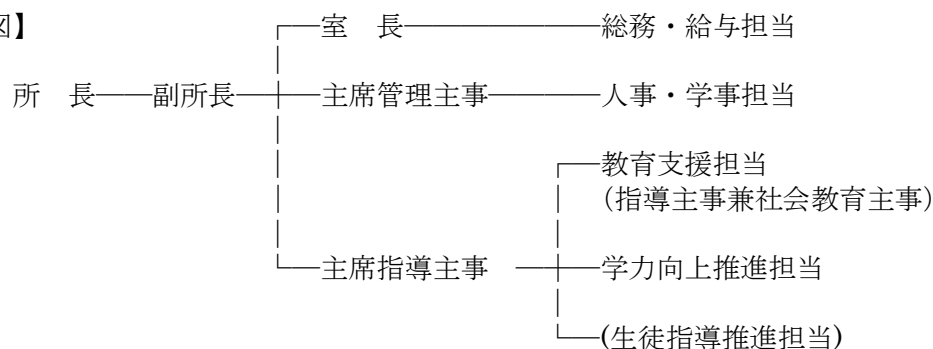 図】
室　長　総務・給与担当
所　長　副所長　主席管理主事　人事・学事担当
教育支援担当
（指導主事兼社会教育主事）
主席指導主事　学力向上推進担当
(生徒指導推進担当)